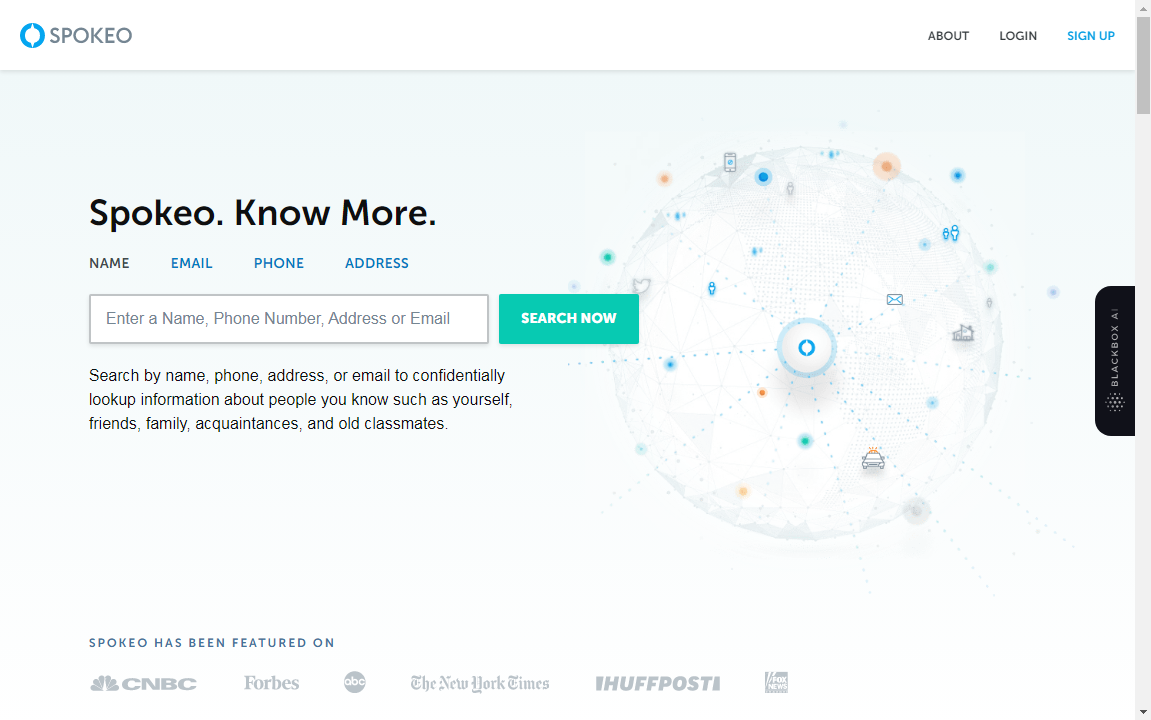 SPOKEO
ABOUT LOGIN SIGN UP
Spokeo. Know More.
NAME EMAIL PHONE ADDRESS
Enter a Name, Phone Number, Address or Email
SEARCH NOW
Search by name, phone, address, or email to confidentially
lookup information about people you know such as yourself,
friends, family, acquaintances, and old classmates.
BLACKBOX AI
SPOKEO HAS BEEN FEATURED ON
CNBC Forbes abc The New York Times IHUFFPOSTI FOX NEWS